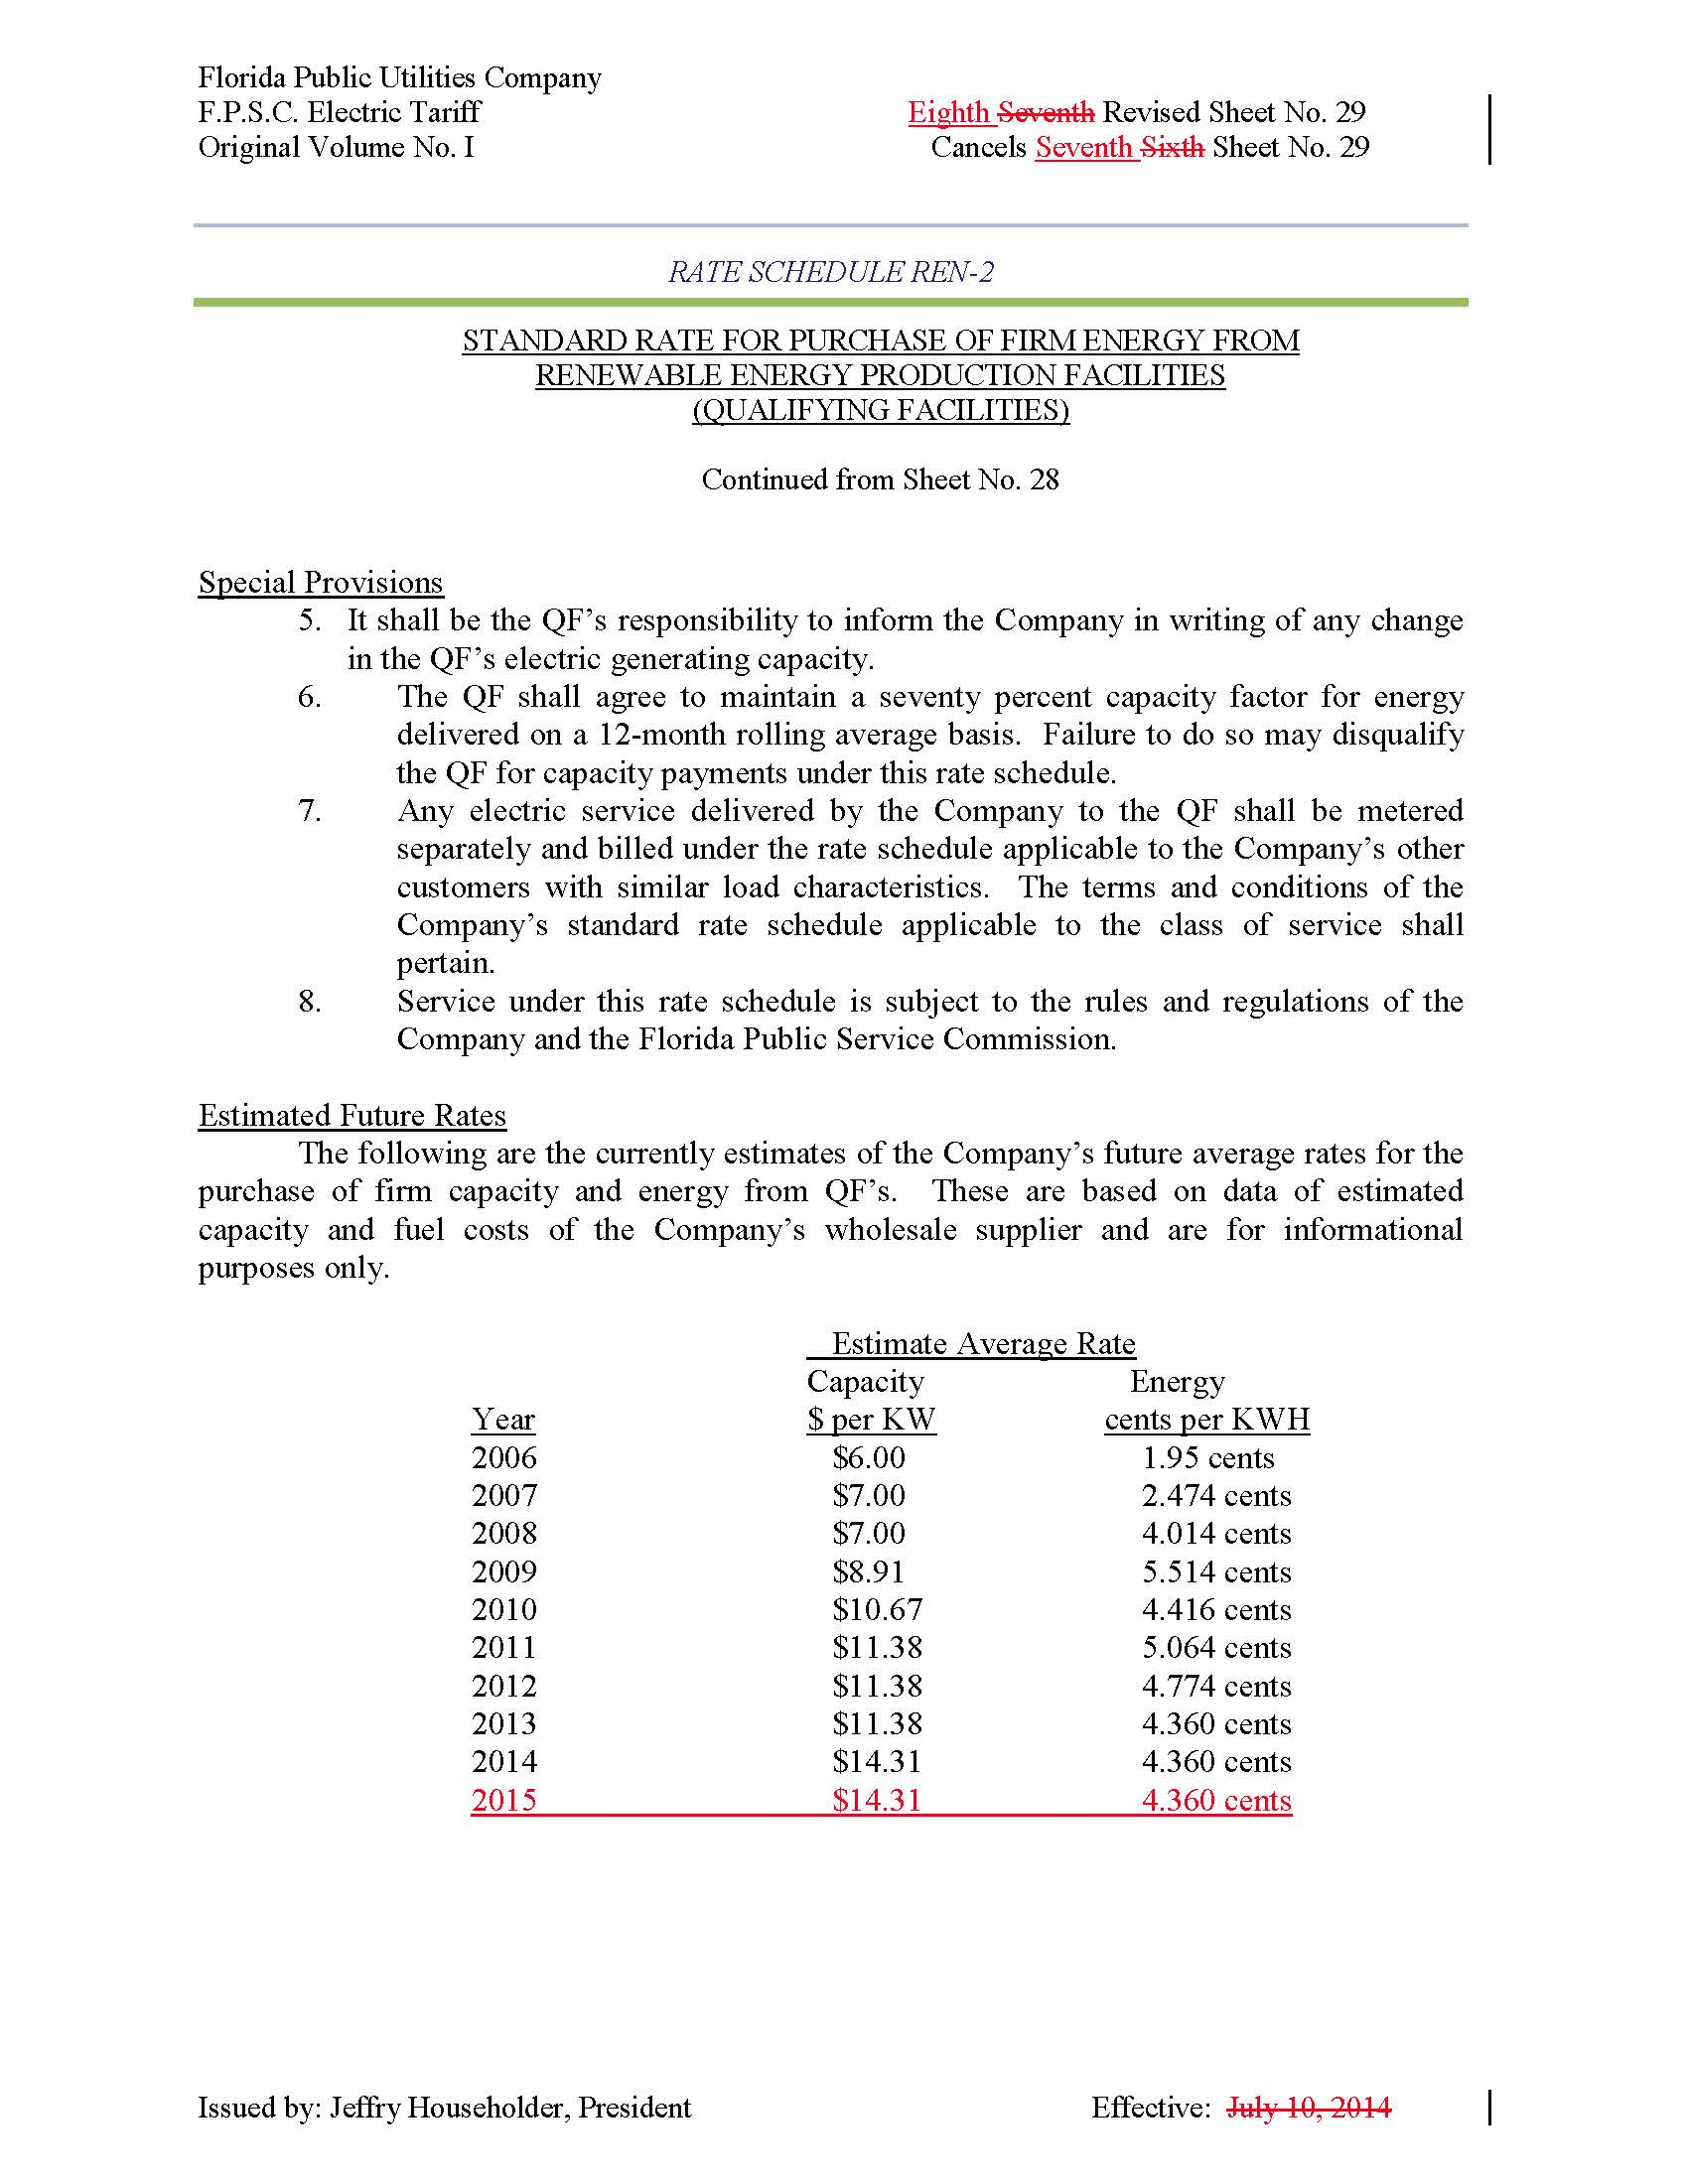 Florida Public Utilities Company
F.P.S.C. Electric Tariff Eighth Seventh Revised Sheet No. 29
Original Volume No. I Cancels Seventh Sixth Sheet No. 29
RATE SCHEDULE REN-2
STANDARD RATE FOR PURCHASE OF FIRM ENERGY FROM
RENEWABLE ENERGY PRODUCTION FACILITIES
(QUALIFYING FACILITIES)
Continued from Sheet No. 28
Special Provisions
5. It shall be the QF’s responsibility to inform the Company in writing of any change
in the QF’s electric generating capacity.
6. The QF shall agree to maintain a seventy percent capacity factor for energy
delivered on a 12-month rolling average basis. Failure to do so may disqualify
the QF for capacity payments under this rate schedule.
7. Any electric service delivered by the Company to the QF shall be metered
separately and billed under the rate schedule applicable to the Company’s other
customers with similar load characteristics. The terms and conditions of the
Company’s standard rate schedule applicable to the class of service shall
pertain.
8. Service under this rate schedule is subject to the rules and regulations of the
Company and the Florida Public Service Commission.
Estimated Future Rates
The following are the currently estimates of the Company’s future average rates for the
purchase of firm capacity and energy from QF’s. These are based on data of estimated
capacity and fuel costs of the Company’s wholesale supplier and are for informational
purposes only.
Estimate Average Rate
Capacity Energy
Year $ per KW cents per KWH
2006 $6.00 1.95 cents
2007 $7.00 2.474 cents
2008 $7.00 4.014 cents
2009 $8.91 5.514 cents
2010 $10.67 4.416 cents
2011 $11.38 5.064 cents
2012 $11.38 4.774 cents
2013 $11.38 4.360 cents
2014 $14.31 4.360 cents
2015 $14.31 4.360 cents
Issued by: Jeffry Householder, President Effective: July 10, 2014